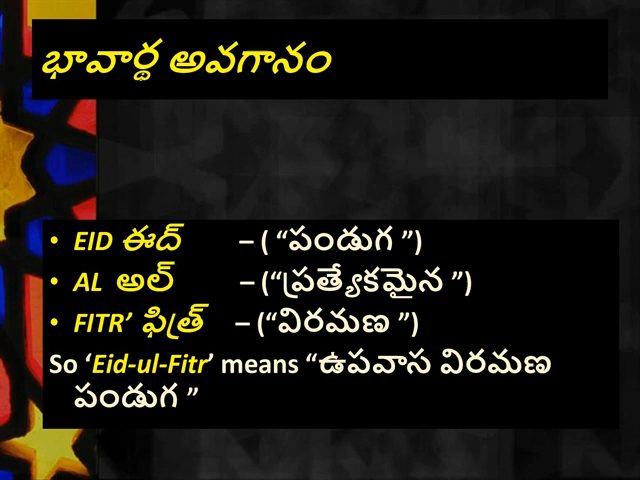 భావార్థ అవగానం
• EID ఈద్ – ( “పండుగ ”)
• AL అల్ – (“ప్రత్యేకమైన ”)
• FITR’ ఫిత్ర్ – (“విరమణ ”)
So ‘Eid-ul-Fitr’ means “ఉపవాస విరమణ
పండుగ ”